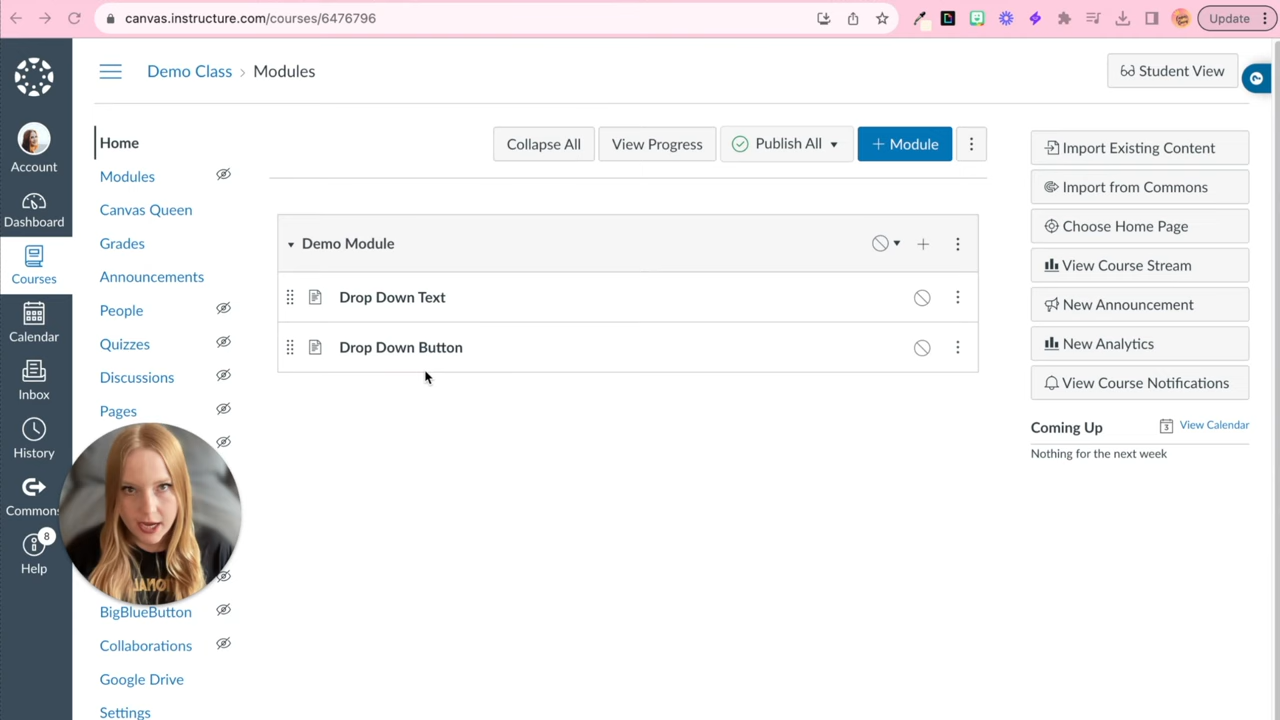 canvas.instructure.com/courses/6476796
Update
Demo Class › Modules
Student View
Account
Dashboard
Courses
Calendar
Inbox
History
Commons
8
Help
Home
Modules
Canvas Queen
Grades
Announcements
People
Quizzes
Discussions
Pages
BigBlueButton
Collaborations
Google Drive
Settings
Collapse All
View Progress
Publish All
+ Module
Demo Module
Drop Down Text
Drop Down Button
Import Existing Content
Import from Commons
Choose Home Page
View Course Stream
New Announcement
New Analytics
View Course Notifications
Coming Up
3
View Calendar
Nothing for the next week